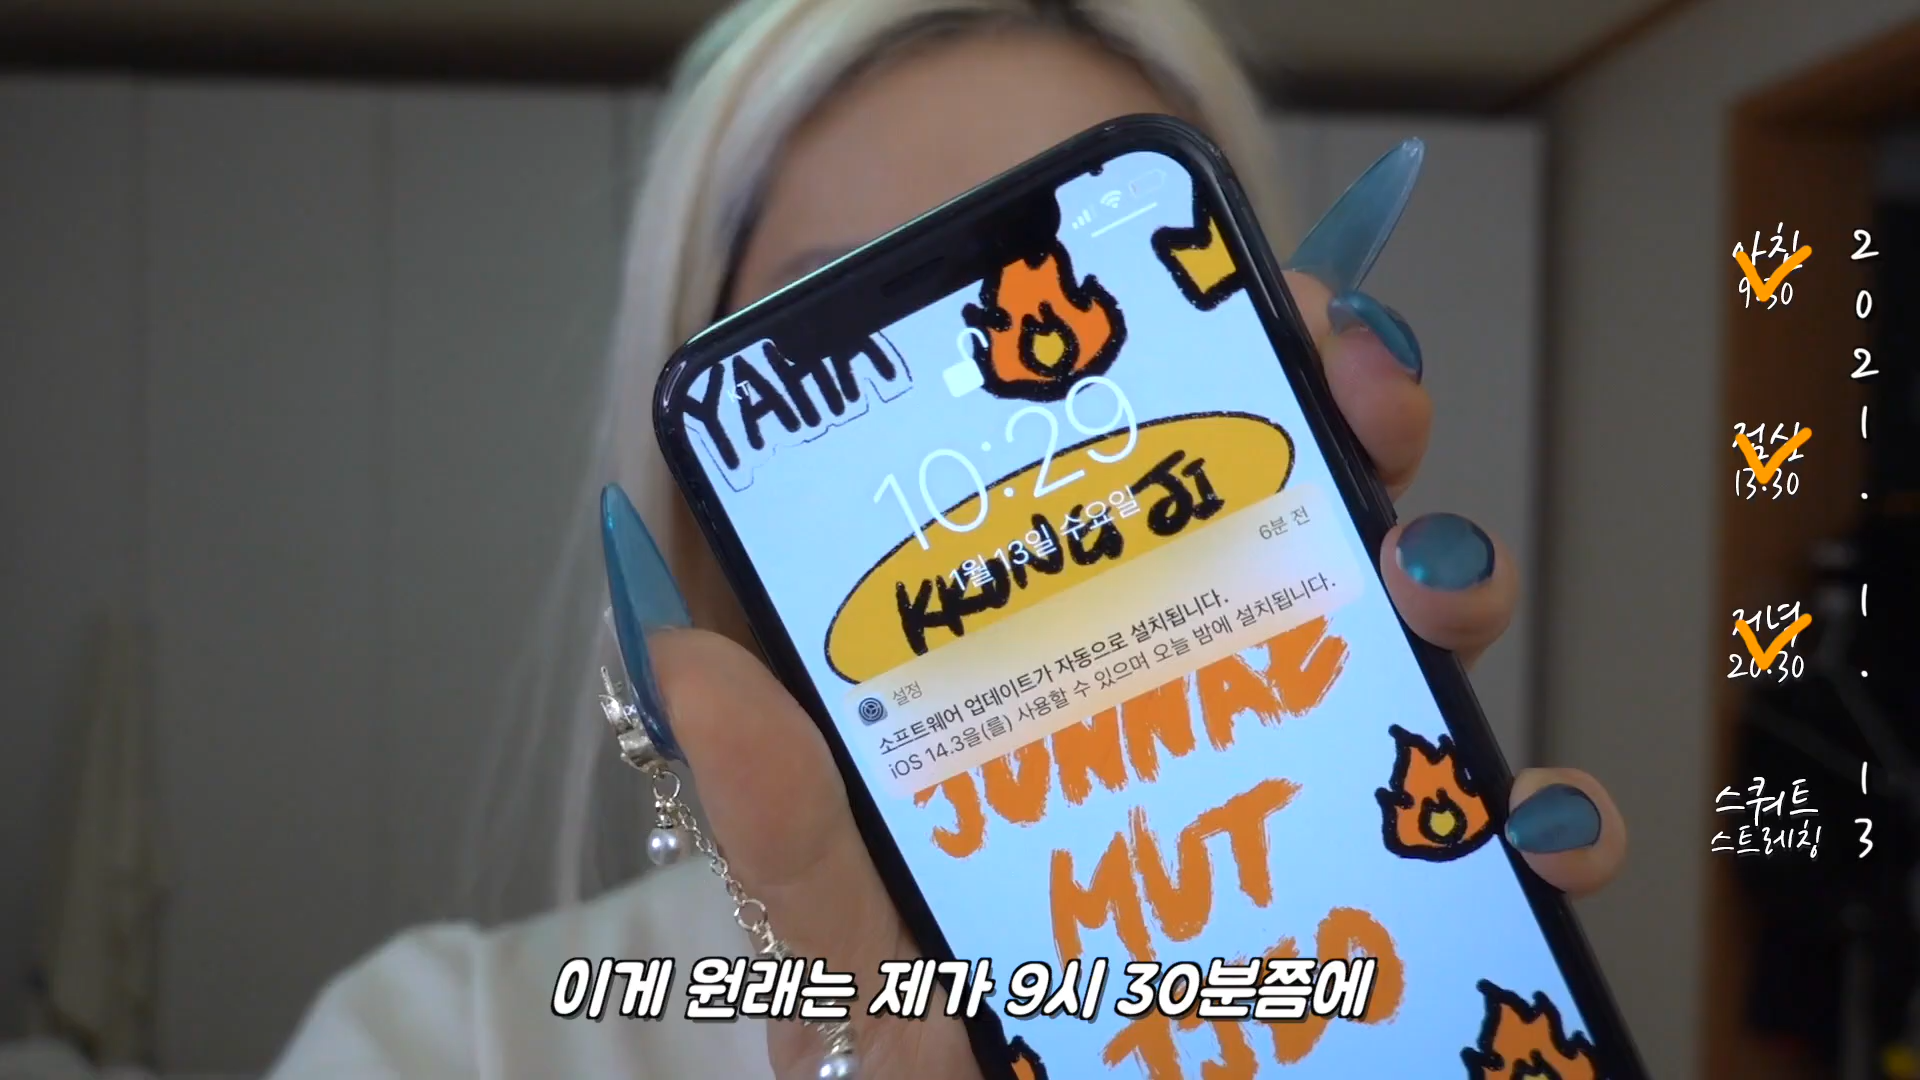 YAHH
KT
10:29
1월 13일 수요일
KKUNG JI
6분 전
설정
소프트웨어 업데이트가 자동으로 설치됩니다.
iOS 14.3을(를) 사용할 수 있으며 오늘 밤에 설치됩니다.
JONNAE
MUT
JJEO
이게 원래는 제가 9시 30분쯤에
아침
9:30
점심
13:30
저녁
20:30
스쿼트
스트레칭
2021.1.13